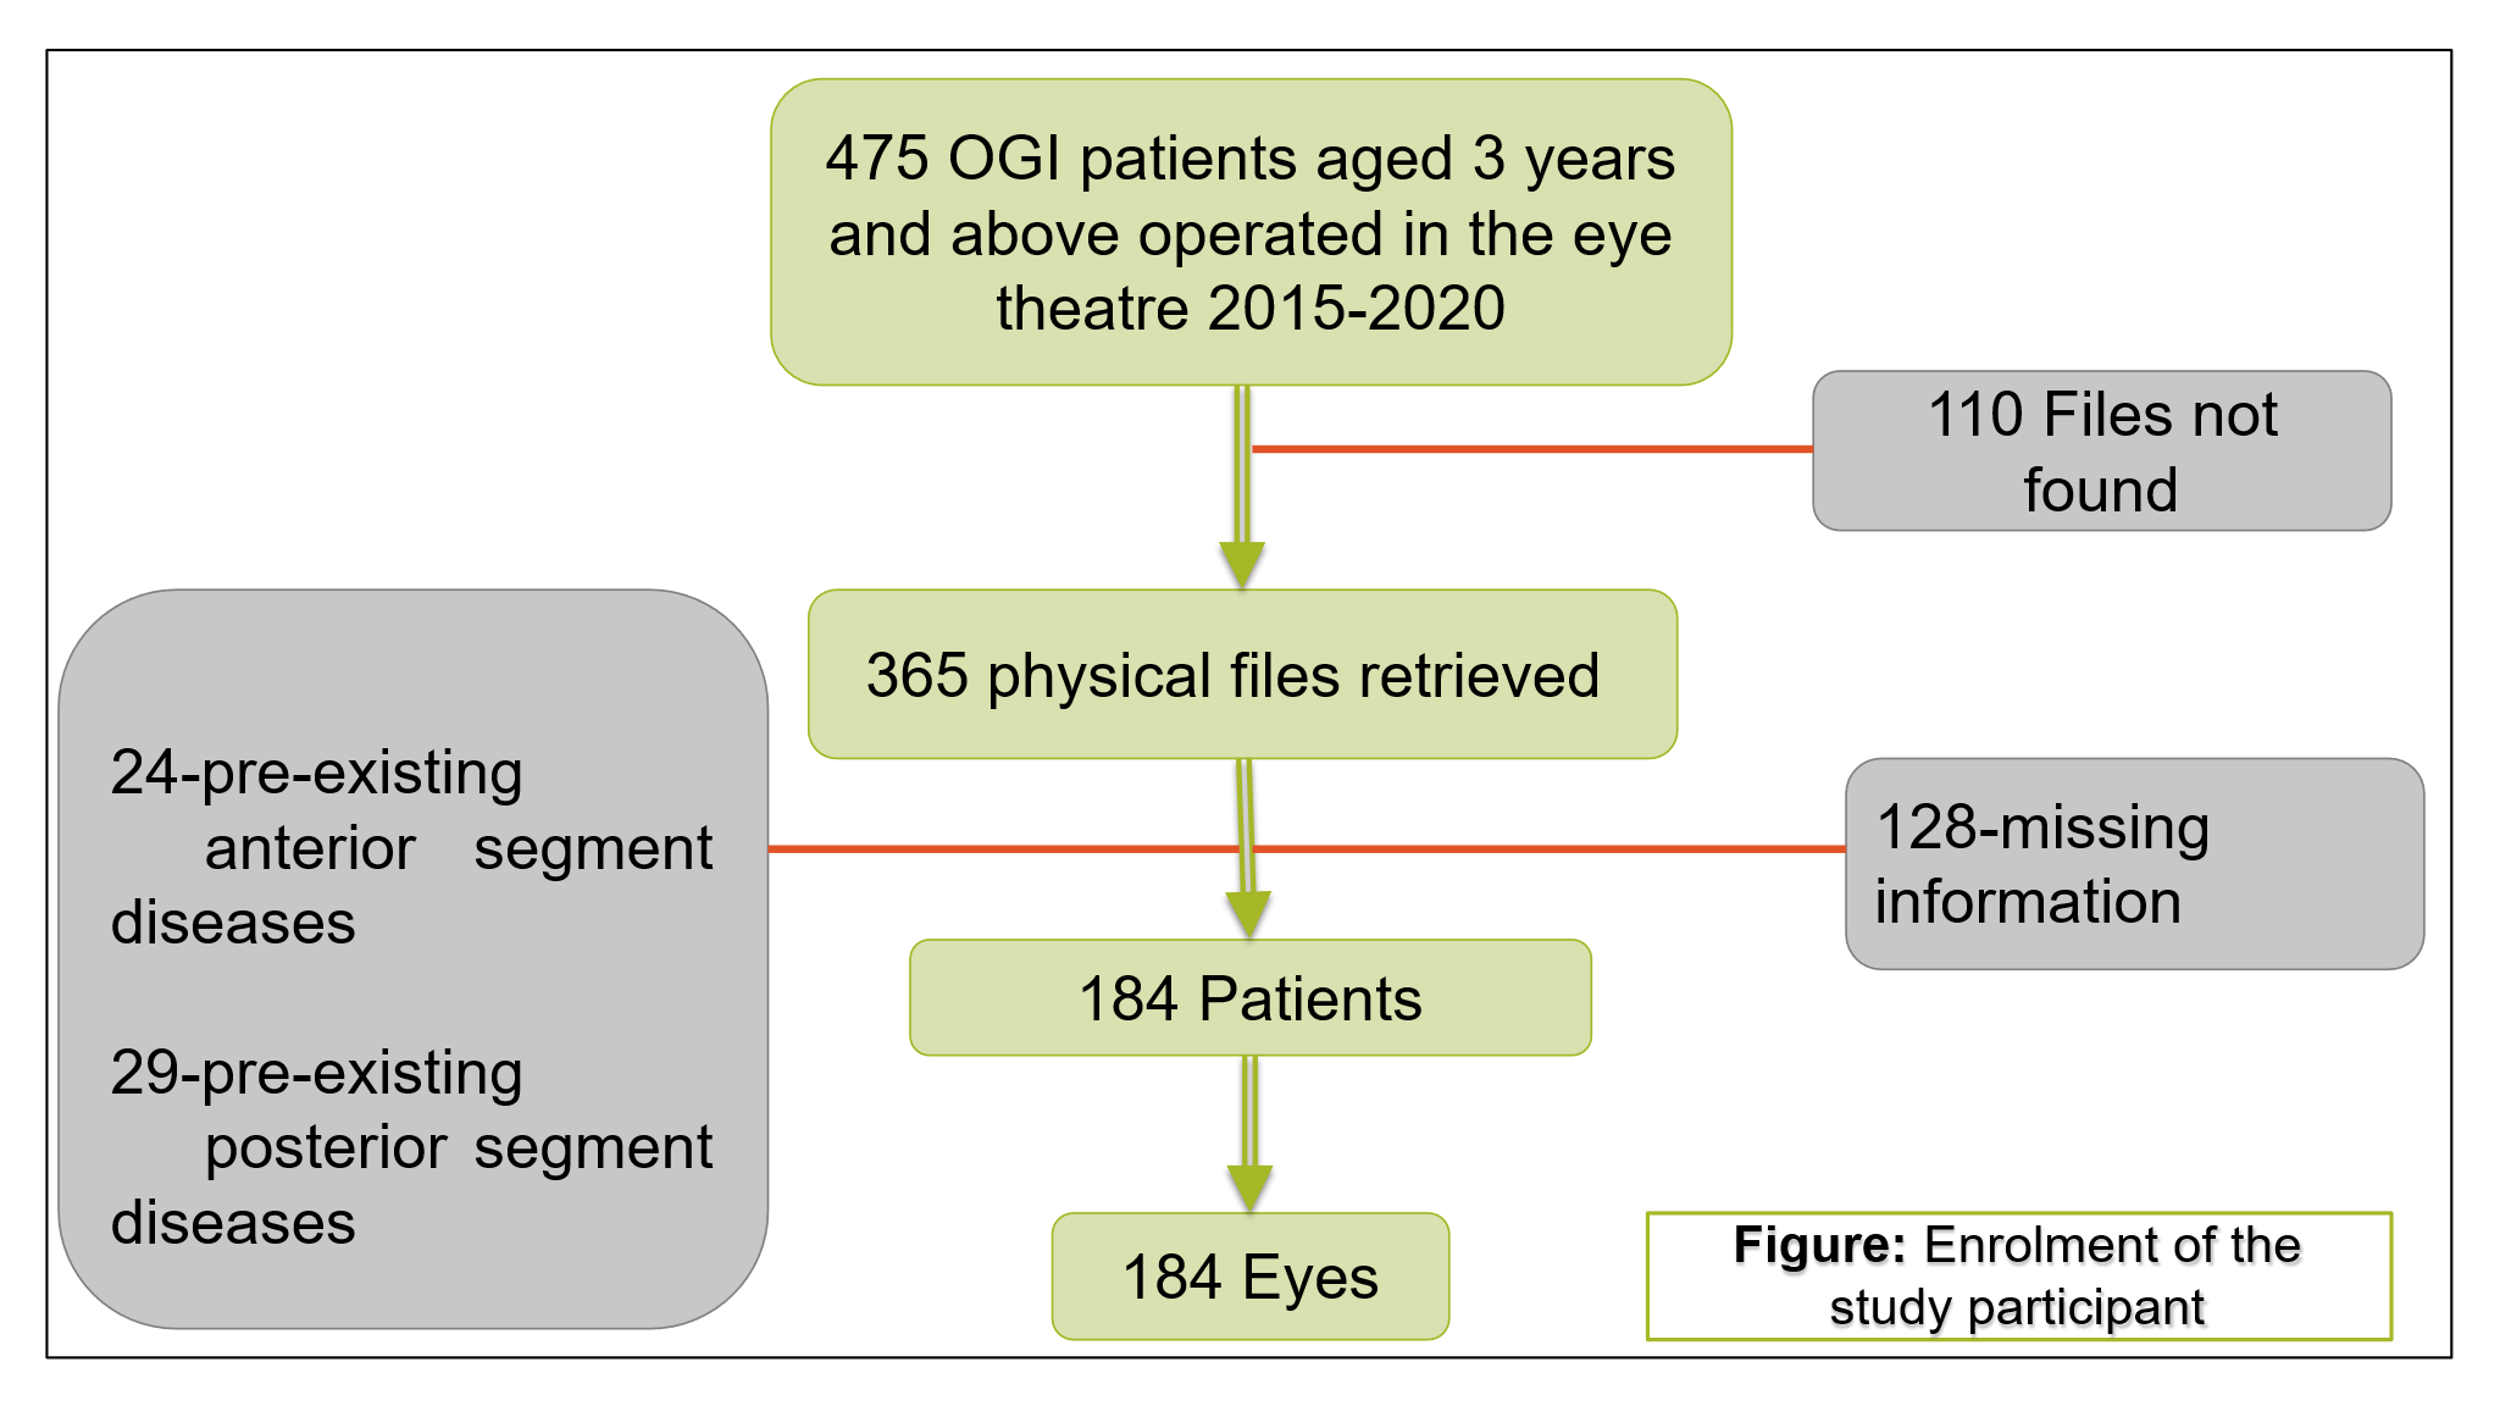 475 OGI patients aged 3 years
and above operated in the eye
theatre 2015-2020
110 Files not
found
365 physical files retrieved
24-pre-existing
anterior segment
diseases
29-pre-existing
posterior segment
diseases
128-missing
information
184 Patients
184 Eyes
Figure: Enrolment of the
study participant